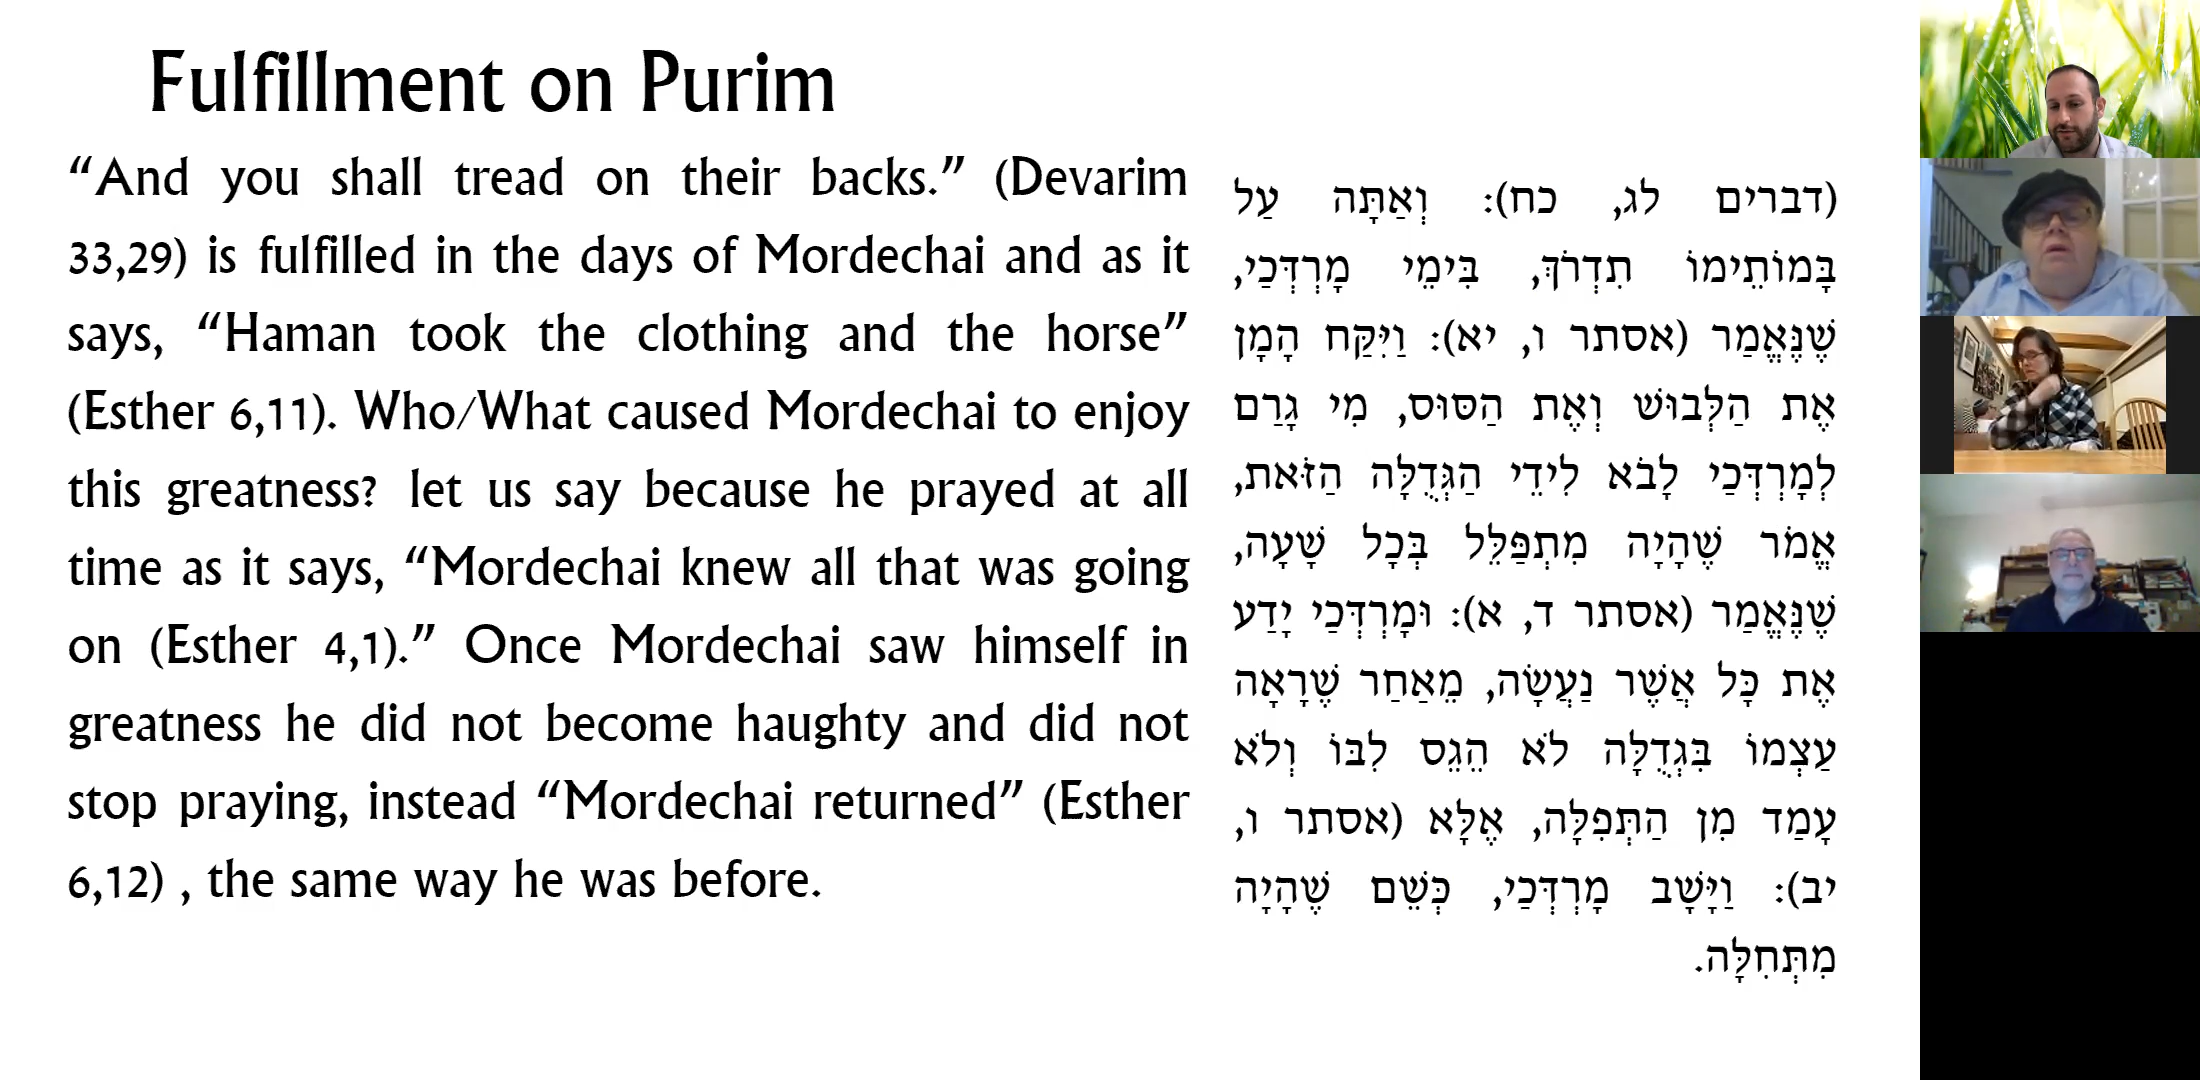 Fulfillment on Purim
“And you shall tread on their backs.” (Devarim
33,29) is fulfilled in the days of Mordechai and as it
says, “Haman took the clothing and the horse”
(Esther 6,11). Who/What caused Mordechai to enjoy
this greatness? let us say because he prayed at all
time as it says, “Mordechai knew all that was going
on (Esther 4,1).” Once Mordechai saw himself in
greatness he did not become haughty and did not
stop praying, instead “Mordechai returned” (Esther
6,12) , the same way he was before.
(דברים לג, כח): וְאַתָּה עַל
בָּמוֹתֵימוֹ תִדְרֹךְ, בִּימֵי מָרְדְּכַי,
שֶׁנֶּאֱמַר (אסתר ו, יא): וַיִּקַּח הָמָן
אֶת הַלְּבוּשׁ וְאֶת הַסּוּס, מִי גָרַם
לְמָרְדְּכַי לָבֹא לִידֵי הַגְּדֻלָּה הַזֹּאת,
אֱמֹר שֶׁהָיָה מִתְפַּלֵּל בְּכָל שָׁעָה,
שֶׁנֶּאֱמַר (אסתר ד, א): וּמָרְדְּכַי יָדַע
אֶת כָּל אֲשֶׁר נַעֲשָׂה, מֵאַחַר שֶׁרָאָה
עַצְמוֹ בִּגְדֻלָּה לֹא הֵגֵס לִבּוֹ וְלֹא
עָמַד מִן הַתְּפִלָּה, אֶלָּא (אסתר ו,
יב): וַיָּשָׁב מָרְדְּכַי, כְּשֵׁם שֶׁהָיָה
מִתְּחִלָּה.